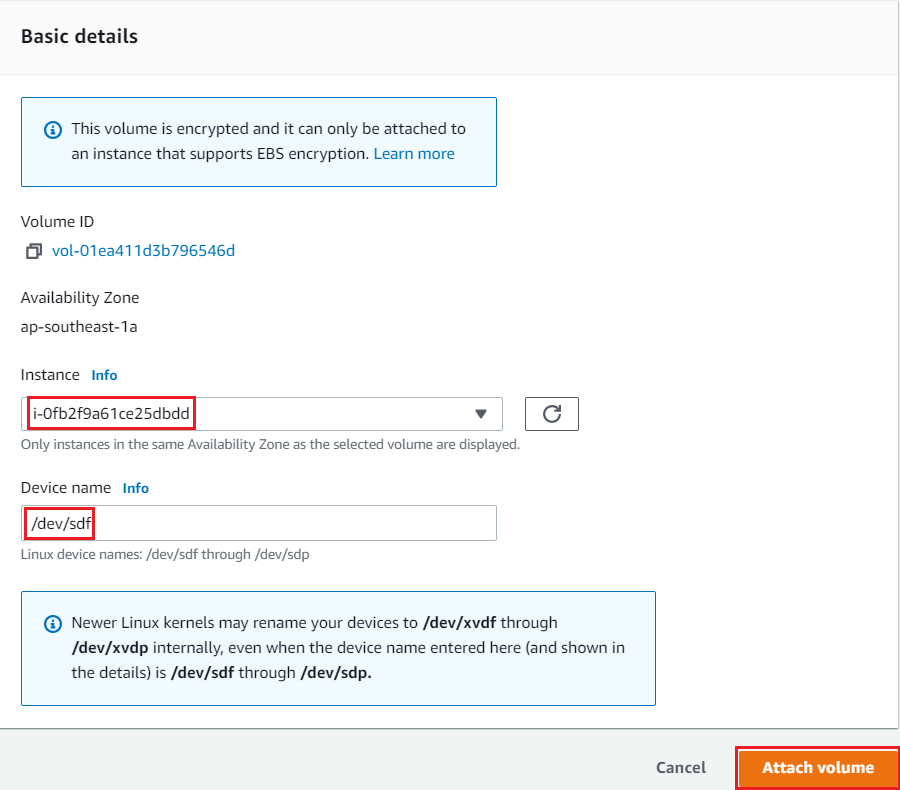 Basic details
This volume is encrypted and it can only be attached to
an instance that supports EBS encryption. Learn more
Volume ID
vol-01ea411d3b796546d
Availability Zone
ap-southeast-1a
Instance Info
i-0fb2f9a61ce25dbdd
Only instances in the same Availability Zone as the selected volume are displayed.
Device name Info
/dev/sdf
Linux device names: /dev/sdf through /dev/sdp
Newer Linux kernels may rename your devices to /dev/xvdf through
/dev/xvdp internally, even when the device name entered here (and shown in
the details) is /dev/sdf through /dev/sdp.
Cancel
Attach volume